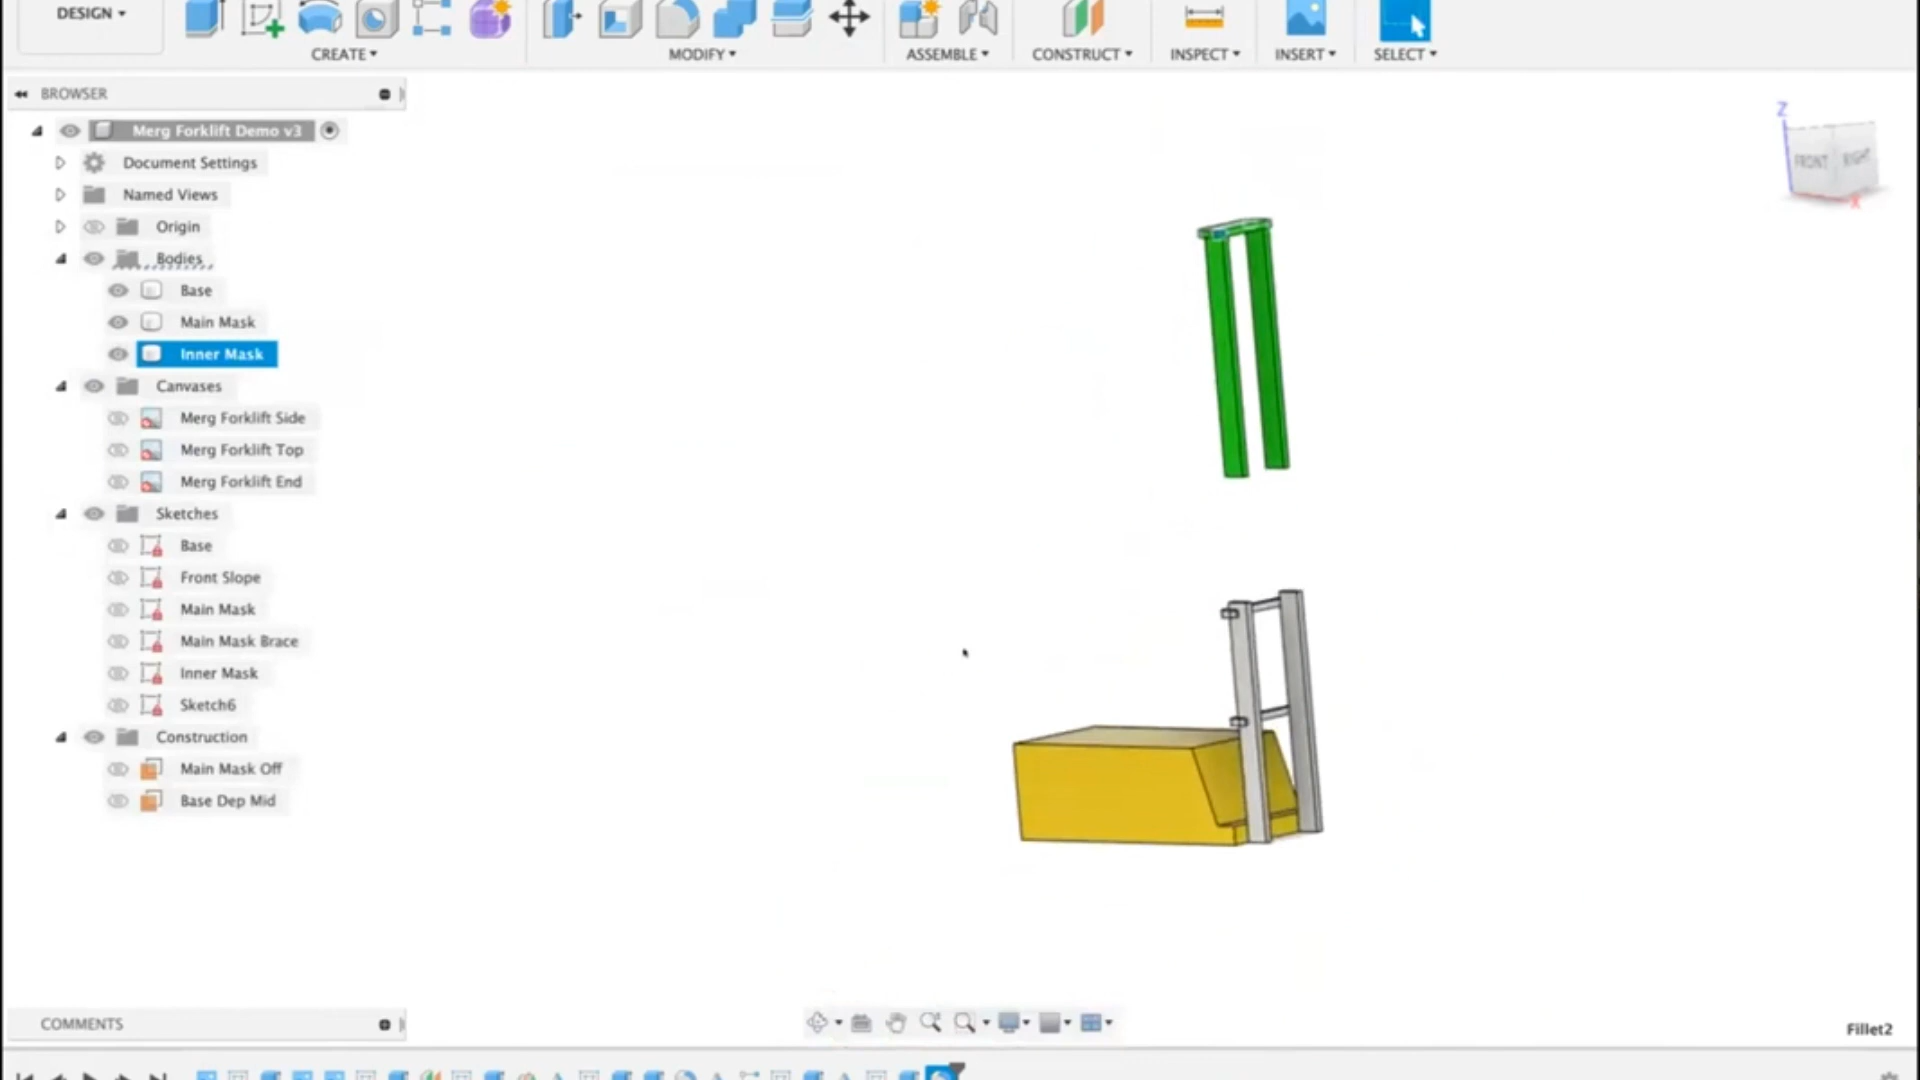 DESIGN
CREATE
MODIFY
ASSEMBLE
CONSTRUCT
INSPECT
INSERT
SELECT
BROWSER
Merg Forklift Demo v3
Document Settings
Named Views
Origin
Bodies
Base
Main Mask
Inner Mask
Canvases
Merg Forklift Side
Merg Forklift Top
Merg Forklift End
Sketches
Base
Front Slope
Main Mask
Main Mask Brace
Inner Mask
Sketch6
Construction
Main Mask Off
Base Dep Mid
Z
FRONT
RIGHT
X
COMMENTS
Fillet2